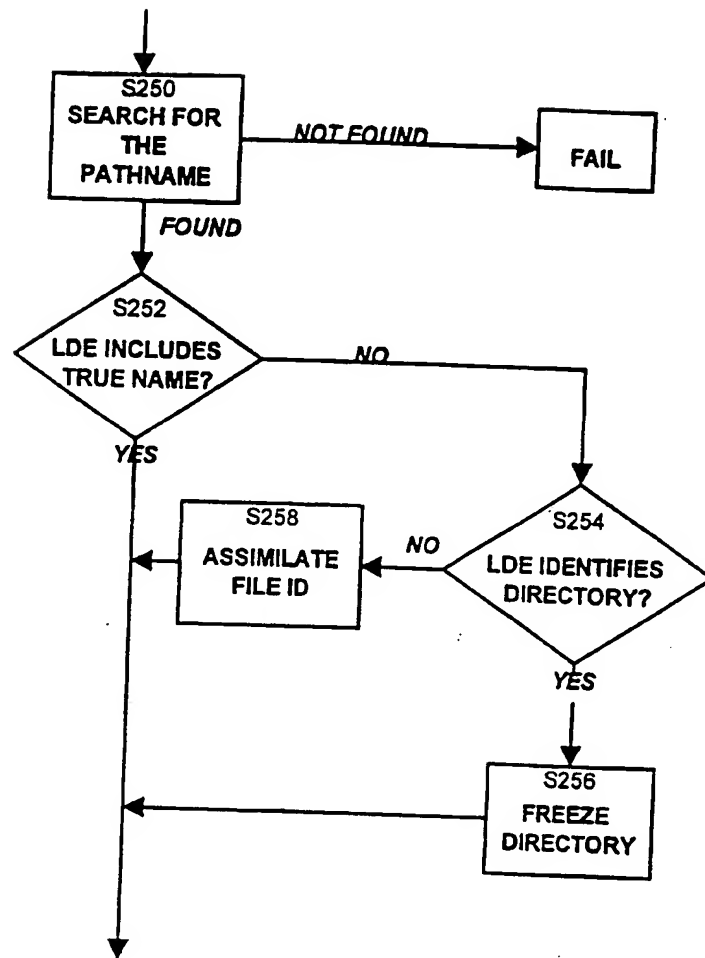 S250
SEARCH FOR
THE
PATHNAME
NOT FOUND
FAIL
FOUND
S252
LDE INCLUDES
TRUE NAME?
NO
YES
S258
ASSIMILATE
FILE ID
NO
S254
LDE IDENTIFIES
DIRECTORY?
YES
S256
FREEZE
DIRECTORY